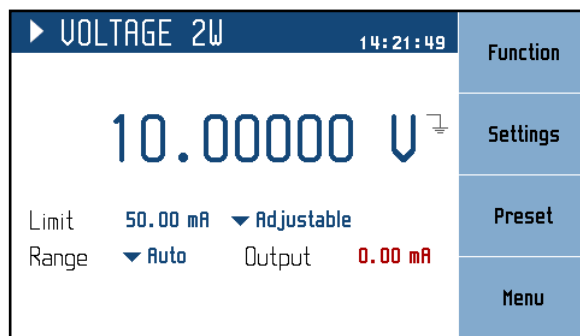 VOLTAGE 2W 14:21:49
10.00000 V
Limit 50.00 mA Adjustable
Range Auto Output 0.00 mA
Function
Settings
Preset
Menu